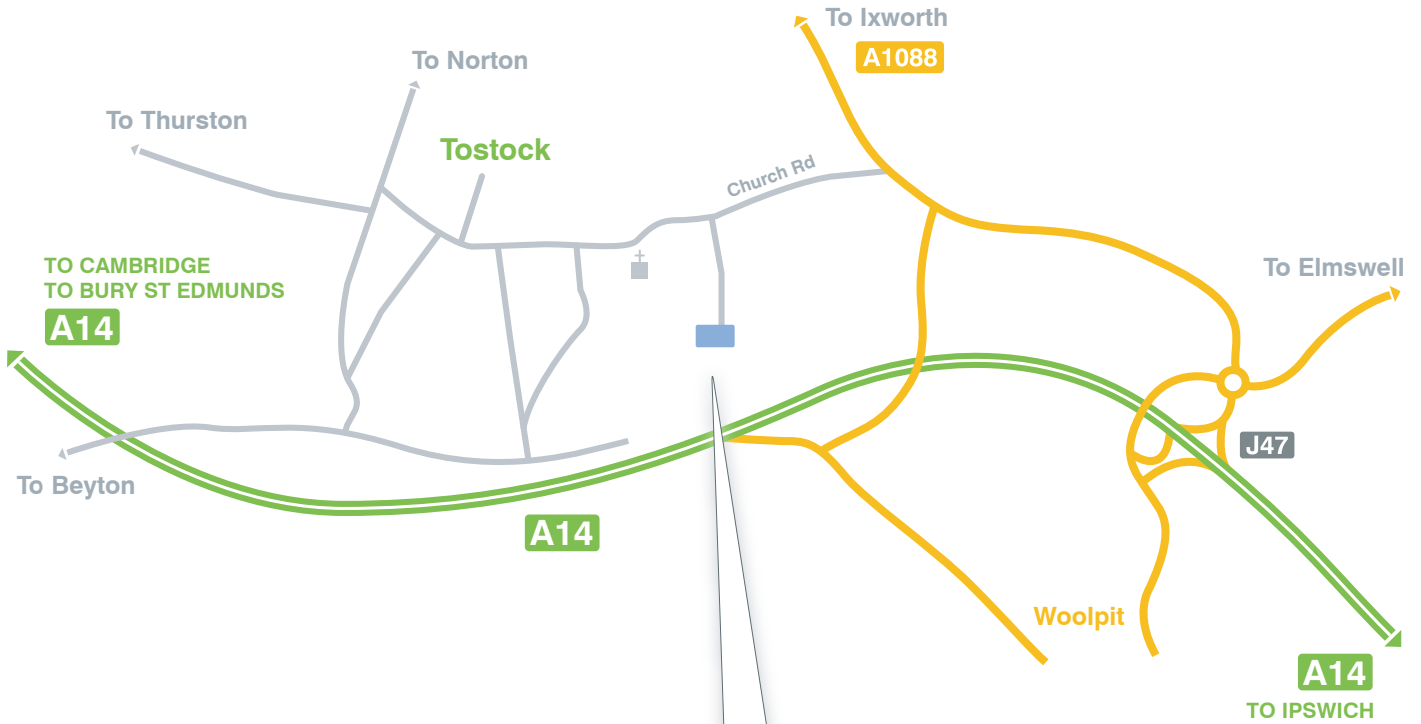 To Ixworth
A1088
To Norton
To Thurston
Tostock
Church Rd
TO CAMBRIDGE
TO BURY ST EDMUNDS
A14
To Elmswell
J47
To Beyton
A14
Woolpit
A14
TO IPSWICH